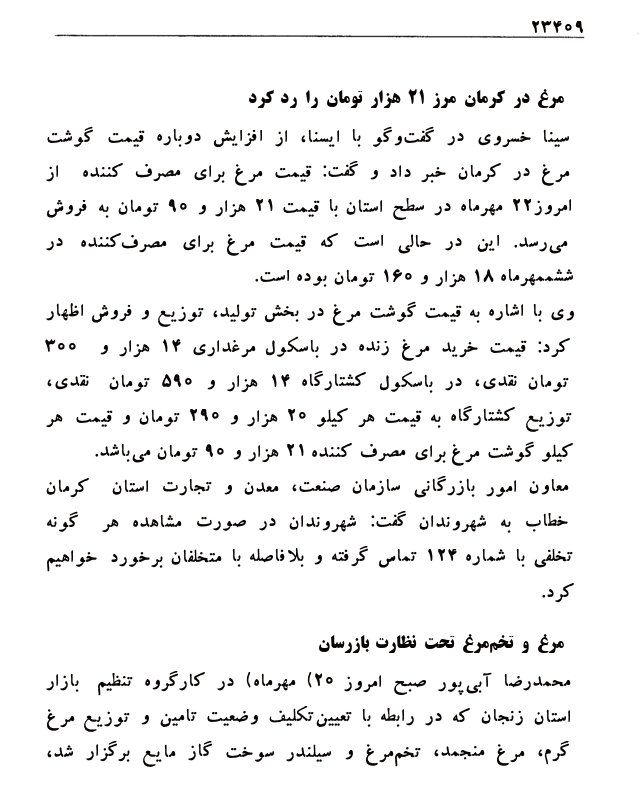 ۲۳۴۰۹
مرغ در کرمان مرز ۲۱ هزار تومان را رد کرد
سینا خسروی در گفت‌وگو با ایسنا، از افزایش دوباره قیمت گوشت
مرغ در کرمان خبر داد و گفت: قیمت مرغ برای مصرف کننده از
امروز۲۲ مهرماه در سطح استان با قیمت ۲۱ هزار و ۹۰ تومان به فروش
می‌رسد. این در حالی است که قیمت مرغ برای مصرف‌کننده در
ششم‍مهرماه ۱۸ هزار و ۱۶۰ تومان بوده است.
وی با اشاره به قیمت گوشت مرغ در بخش تولید، توزیع و فروش اظهار
کرد: قیمت خرید مرغ زنده در باسکول مرغداری ۱۴ هزار و ۳۰۰
تومان نقدی، در باسکول کشتارگاه ۱۴ هزار و ۵۹۰ تومان نقدی،
توزیع کشتارگاه به قیمت هر کیلو ۲۰ هزار و ۲۹۰ تومان و قیمت هر
کیلو گوشت مرغ برای مصرف کننده ۲۱ هزار و ۹۰ تومان می‌باشد.
معاون امور بازرگانی سازمان صنعت، معدن و تجارت استان کرمان
خطاب به شهروندان گفت: شهروندان در صورت مشاهده هر گونه
تخلفی با شماره ۱۲۴ تماس گرفته و بلافاصله با متخلفان برخورد خواهیم
کرد.
مرغ و تخم‌مرغ تحت نظارت بازرسان
محمدرضا آبی‌پور صبح امروز ۲۰) مهرماه) در کارگروه تنظیم بازار
استان زنجان که در رابطه با تعیین‌تکلیف وضعیت تامین و توزیع مرغ
گرم، مرغ منجمد، تخم‌مرغ و سیلندر سوخت گاز مایع برگزار شد،